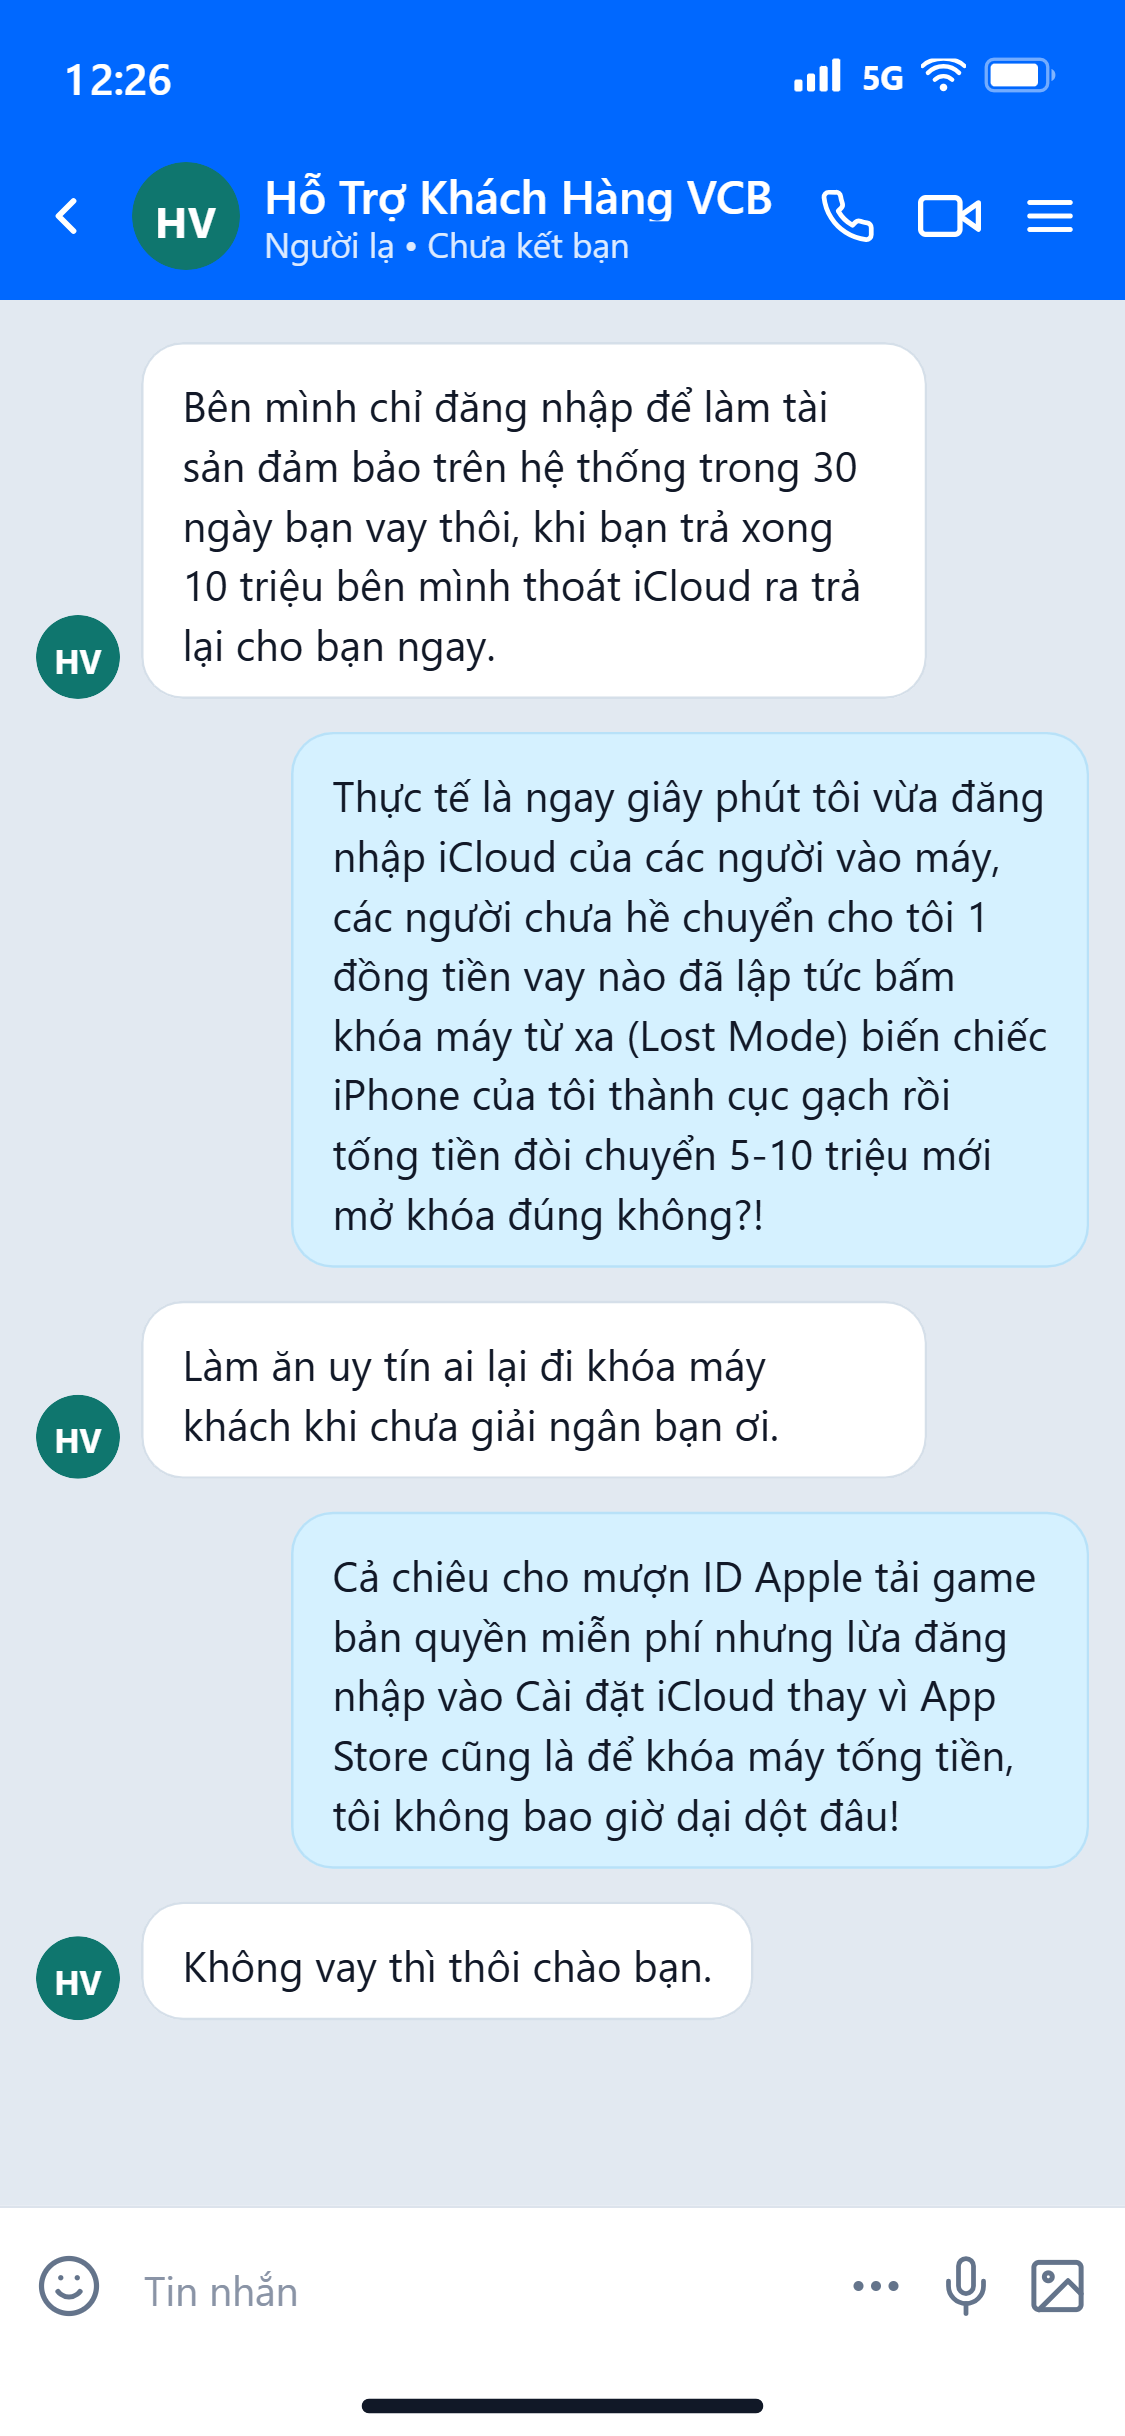 12:26
5G
HV
Hỗ Trợ Khách Hàng VCB
Người lạ • Chưa kết bạn
Bên mình chỉ đăng nhập để làm tài
sản đảm bảo trên hệ thống trong 30
ngày bạn vay thôi, khi bạn trả xong
10 triệu bên mình thoát iCloud ra trả
lại cho bạn ngay.
HV
Thực tế là ngay giây phút tôi vừa đăng
nhập iCloud của các người vào máy,
các người chưa hề chuyển cho tôi 1
đồng tiền vay nào đã lập tức bấm
khóa máy từ xa (Lost Mode) biến chiếc
iPhone của tôi thành cục gạch rồi
tống tiền đòi chuyển 5-10 triệu mới
mở khóa đúng không?!
Làm ăn uy tín ai lại đi khóa máy
khách khi chưa giải ngân bạn ơi.
HV
Cả chiêu cho mượn ID Apple tải game
bản quyền miễn phí nhưng lừa đăng
nhập vào Cài đặt iCloud thay vì App
Store cũng là để khóa máy tống tiền,
tôi không bao giờ dại dột đâu!
Không vay thì thôi chào bạn.
HV
Tin nhắn